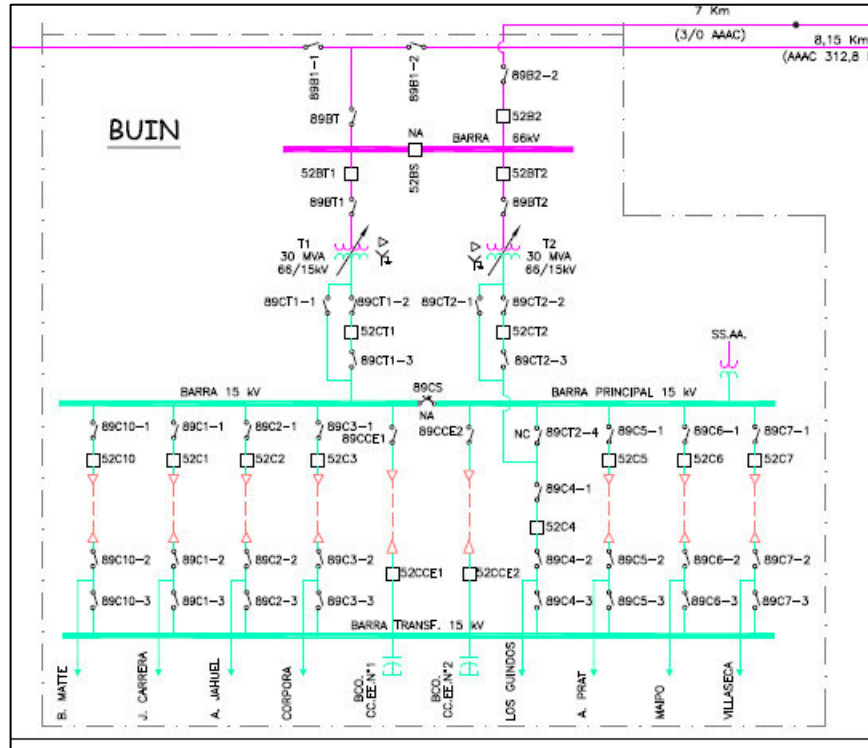 7 Km
(3/0 AAAC)
8,15 Km
(AAAC 312,8
89B1-1
89B1-2
89B2-2
52B2
89BT
BUIN
NA
BARRA 66kV
52BS
52BT1
52BT2
89BT1
89BT2
T1
30 MVA
66/15kV
T2
30 MVA
66/15kV
89CT1-1
89CT1-2
89CT2-1
89CT2-2
52CT1
52CT2
89CT1-3
89CT2-3
SS.AA.
BARRA 15 kV
89CS
NA
BARRA PRINCIPAL 15 kV
89C10-1
89C1-1
89C2-1
89C3-1
89CCE1
89CCE2
NC
89CT2-4
89C5-1
89C6-1
89C7-1
52C10
52C1
52C2
52C3
52C5
52C6
52C7
89C4-1
52C4
89C10-2
89C1-2
89C2-2
89C3-2
52CCE1
52CCE2
89C4-2
89C5-2
89C6-2
89C7-2
89C10-3
89C1-3
89C2-3
89C3-3
89C4-3
89C5-3
89C6-3
89C7-3
BARRA TRANSF. 15 kV
B. MATTE
J. CARRERA
A. JAHUEL
CORPORA
BCO.
CC.EE.N°1
BCO.
CC.EE.N°2
LOS GUINDOS
A. PRAT
MAIPO
VILLASECA